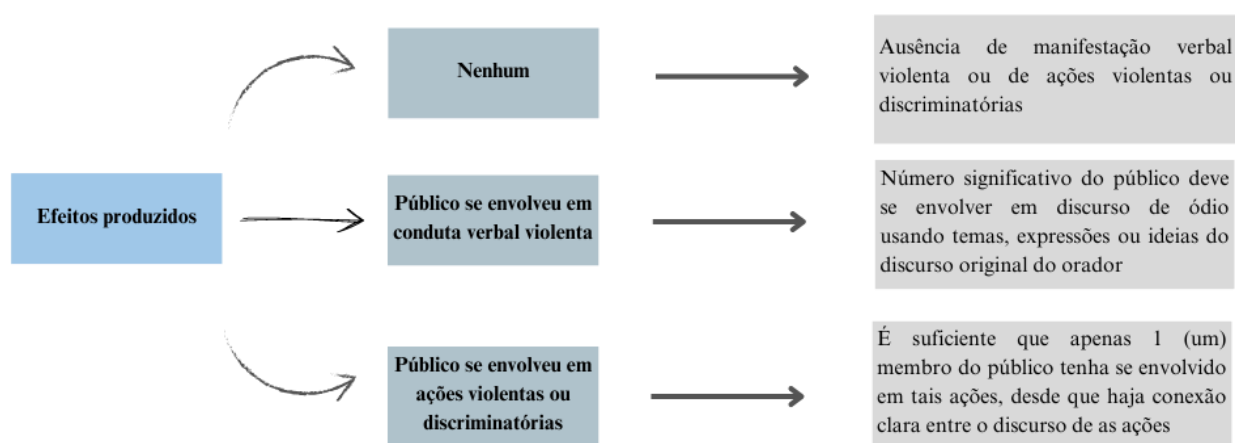 Efeitos produzidos
Nenhum
Ausência de manifestação verbal
violenta ou de ações violentas ou
discriminatórias
Público se envolveu em
conduta verbal violenta
Número significativo do público deve
se envolver em discurso de ódio
usando temas, expressões ou ideias do
discurso original do orador
Público se envolveu em
ações violentas ou
discriminatórias
É suficiente que apenas 1 (um)
membro do público tenha se envolvido
em tais ações, desde que haja conexão
clara entre o discurso de as ações